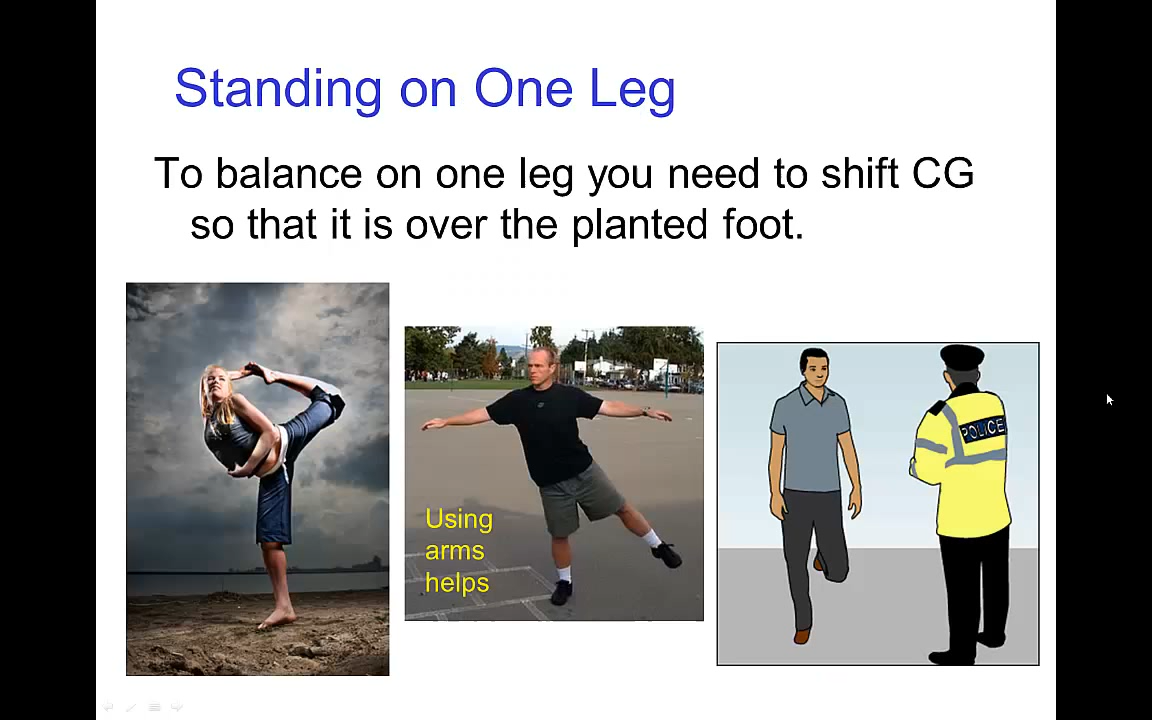 Standing on One Leg
To balance on one leg you need to shift CG
so that it is over the planted foot.
Using
arms
helps
POLICE